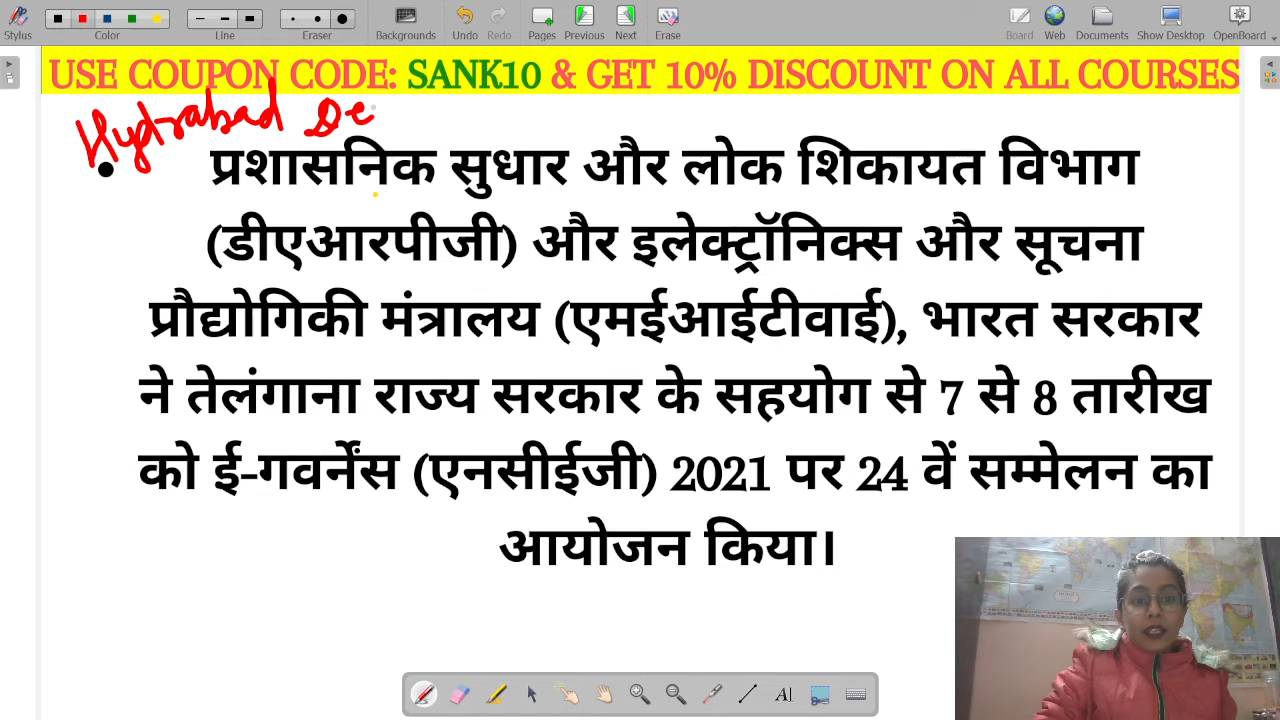 Stylus
Color
Line
Eraser
Backgrounds
Undo
Redo
Pages
Previous
Next
Erase
Board
Web
Documents
Show Desktop
OpenBoard
USE COUPON CODE: SANK10 & GET 10% DISCOUNT ON ALL COURSES
Hydrabad De
• प्रशासनिक सुधार और लोक शिकायत विभाग
(डीएआरपीजी) और इलेक्ट्रॉनिक्स और सूचना
प्रौद्योगिकी मंत्रालय (एमईआईटीवाई), भारत सरकार
ने तेलंगाना राज्य सरकार के सहयोग से 7 से 8 तारीख
को ई-गवर्नेंस (एनसीईजी) 2021 पर 24 वें सम्मेलन का
आयोजन किया।